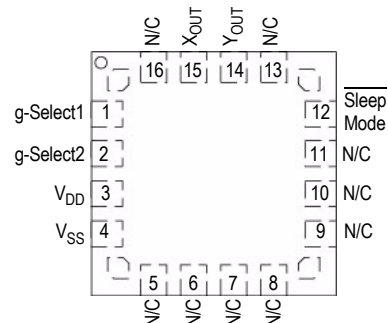 N/C
XOUT
YOUT
N/C
16 15 14 13
g-Select1 1
12 Sleep
Mode
g-Select2 2
11 N/C
VDD 3
10 N/C
VSS 4
9 N/C
5 6 7 8
N/C
N/C
N/C
N/C